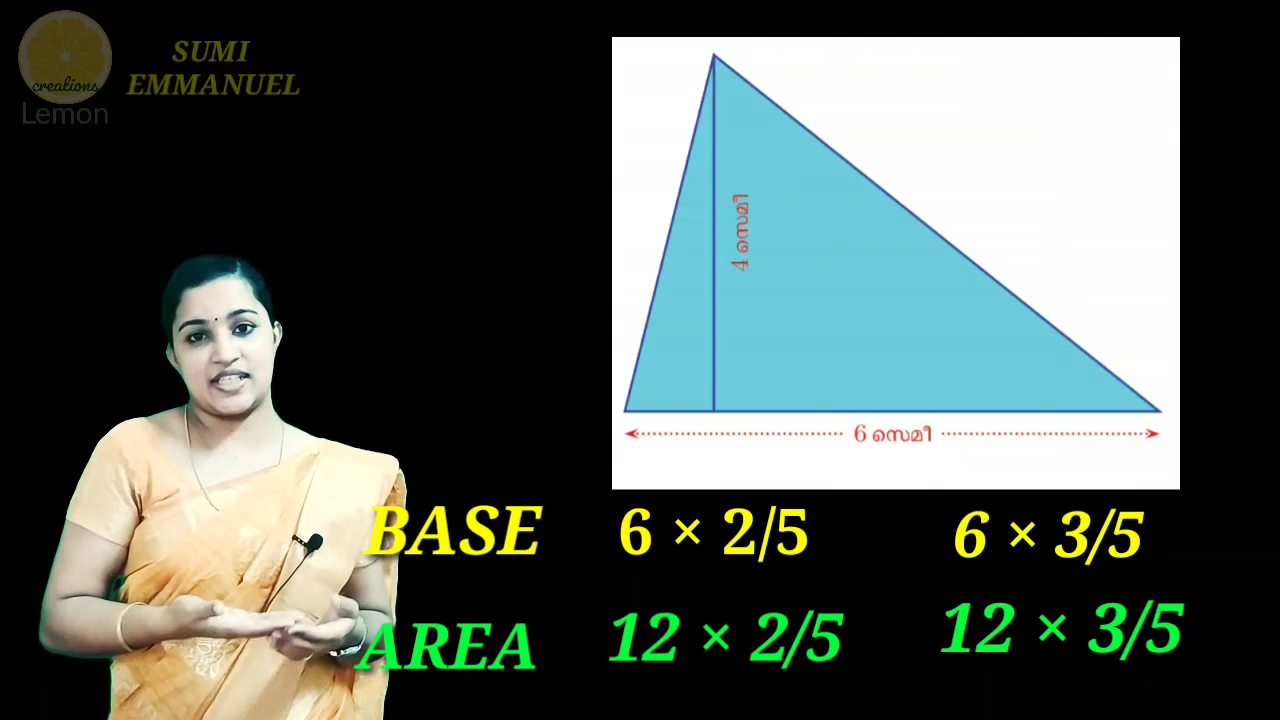 creations
Lemon
SUMI
EMMANUEL
4 സെമീ
6 സെമീ
BASE 6 × 2/5 6 × 3/5
AREA 12 × 2/5 12 × 3/5